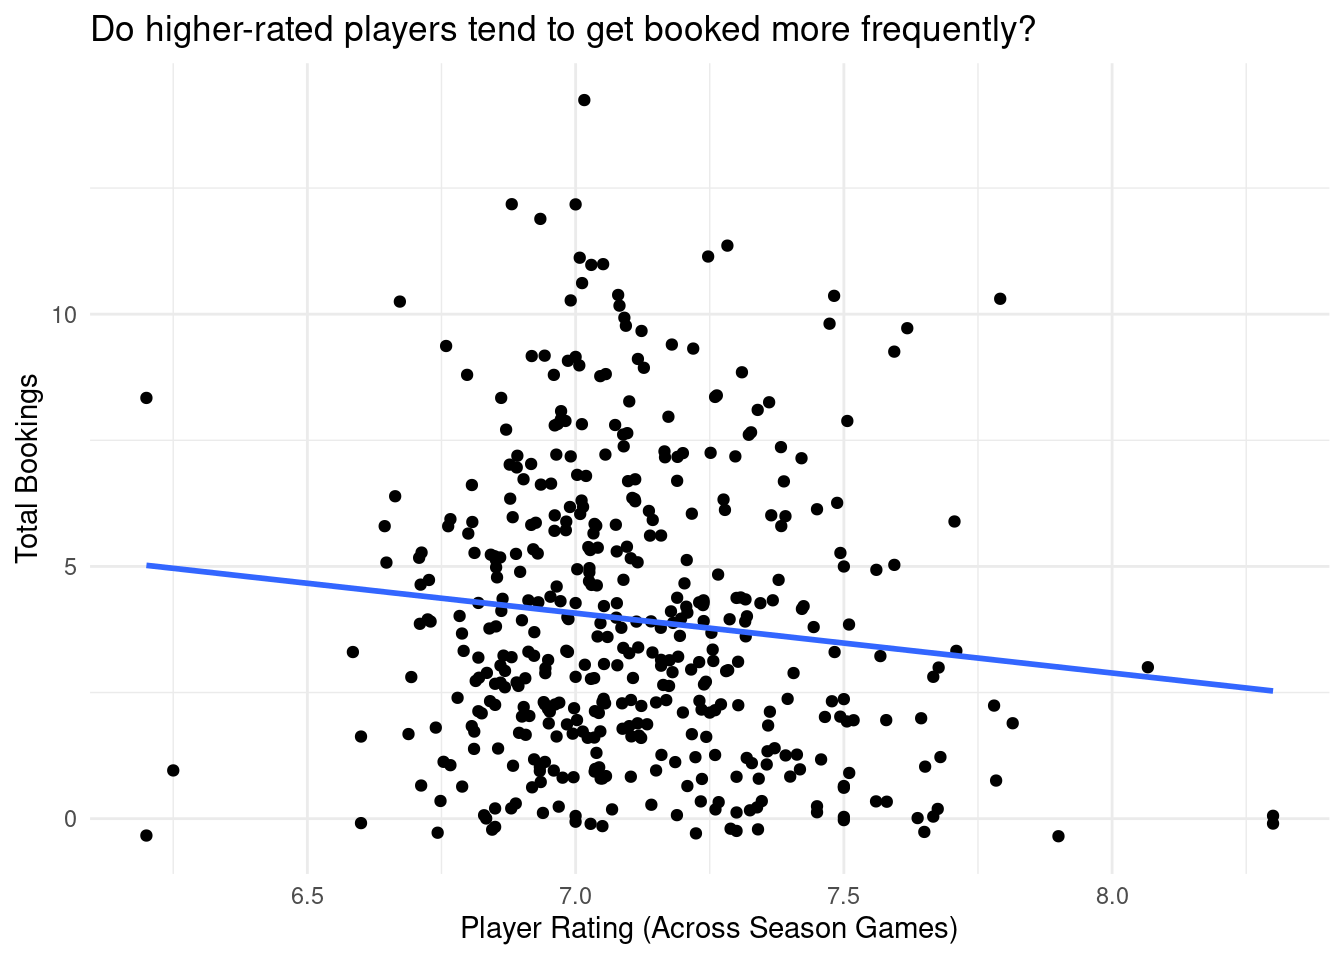 Do higher-rated players tend to get booked more frequently?
10
5
0
Total Bookings
6.5 7.0 7.5 8.0
Player Rating (Across Season Games)